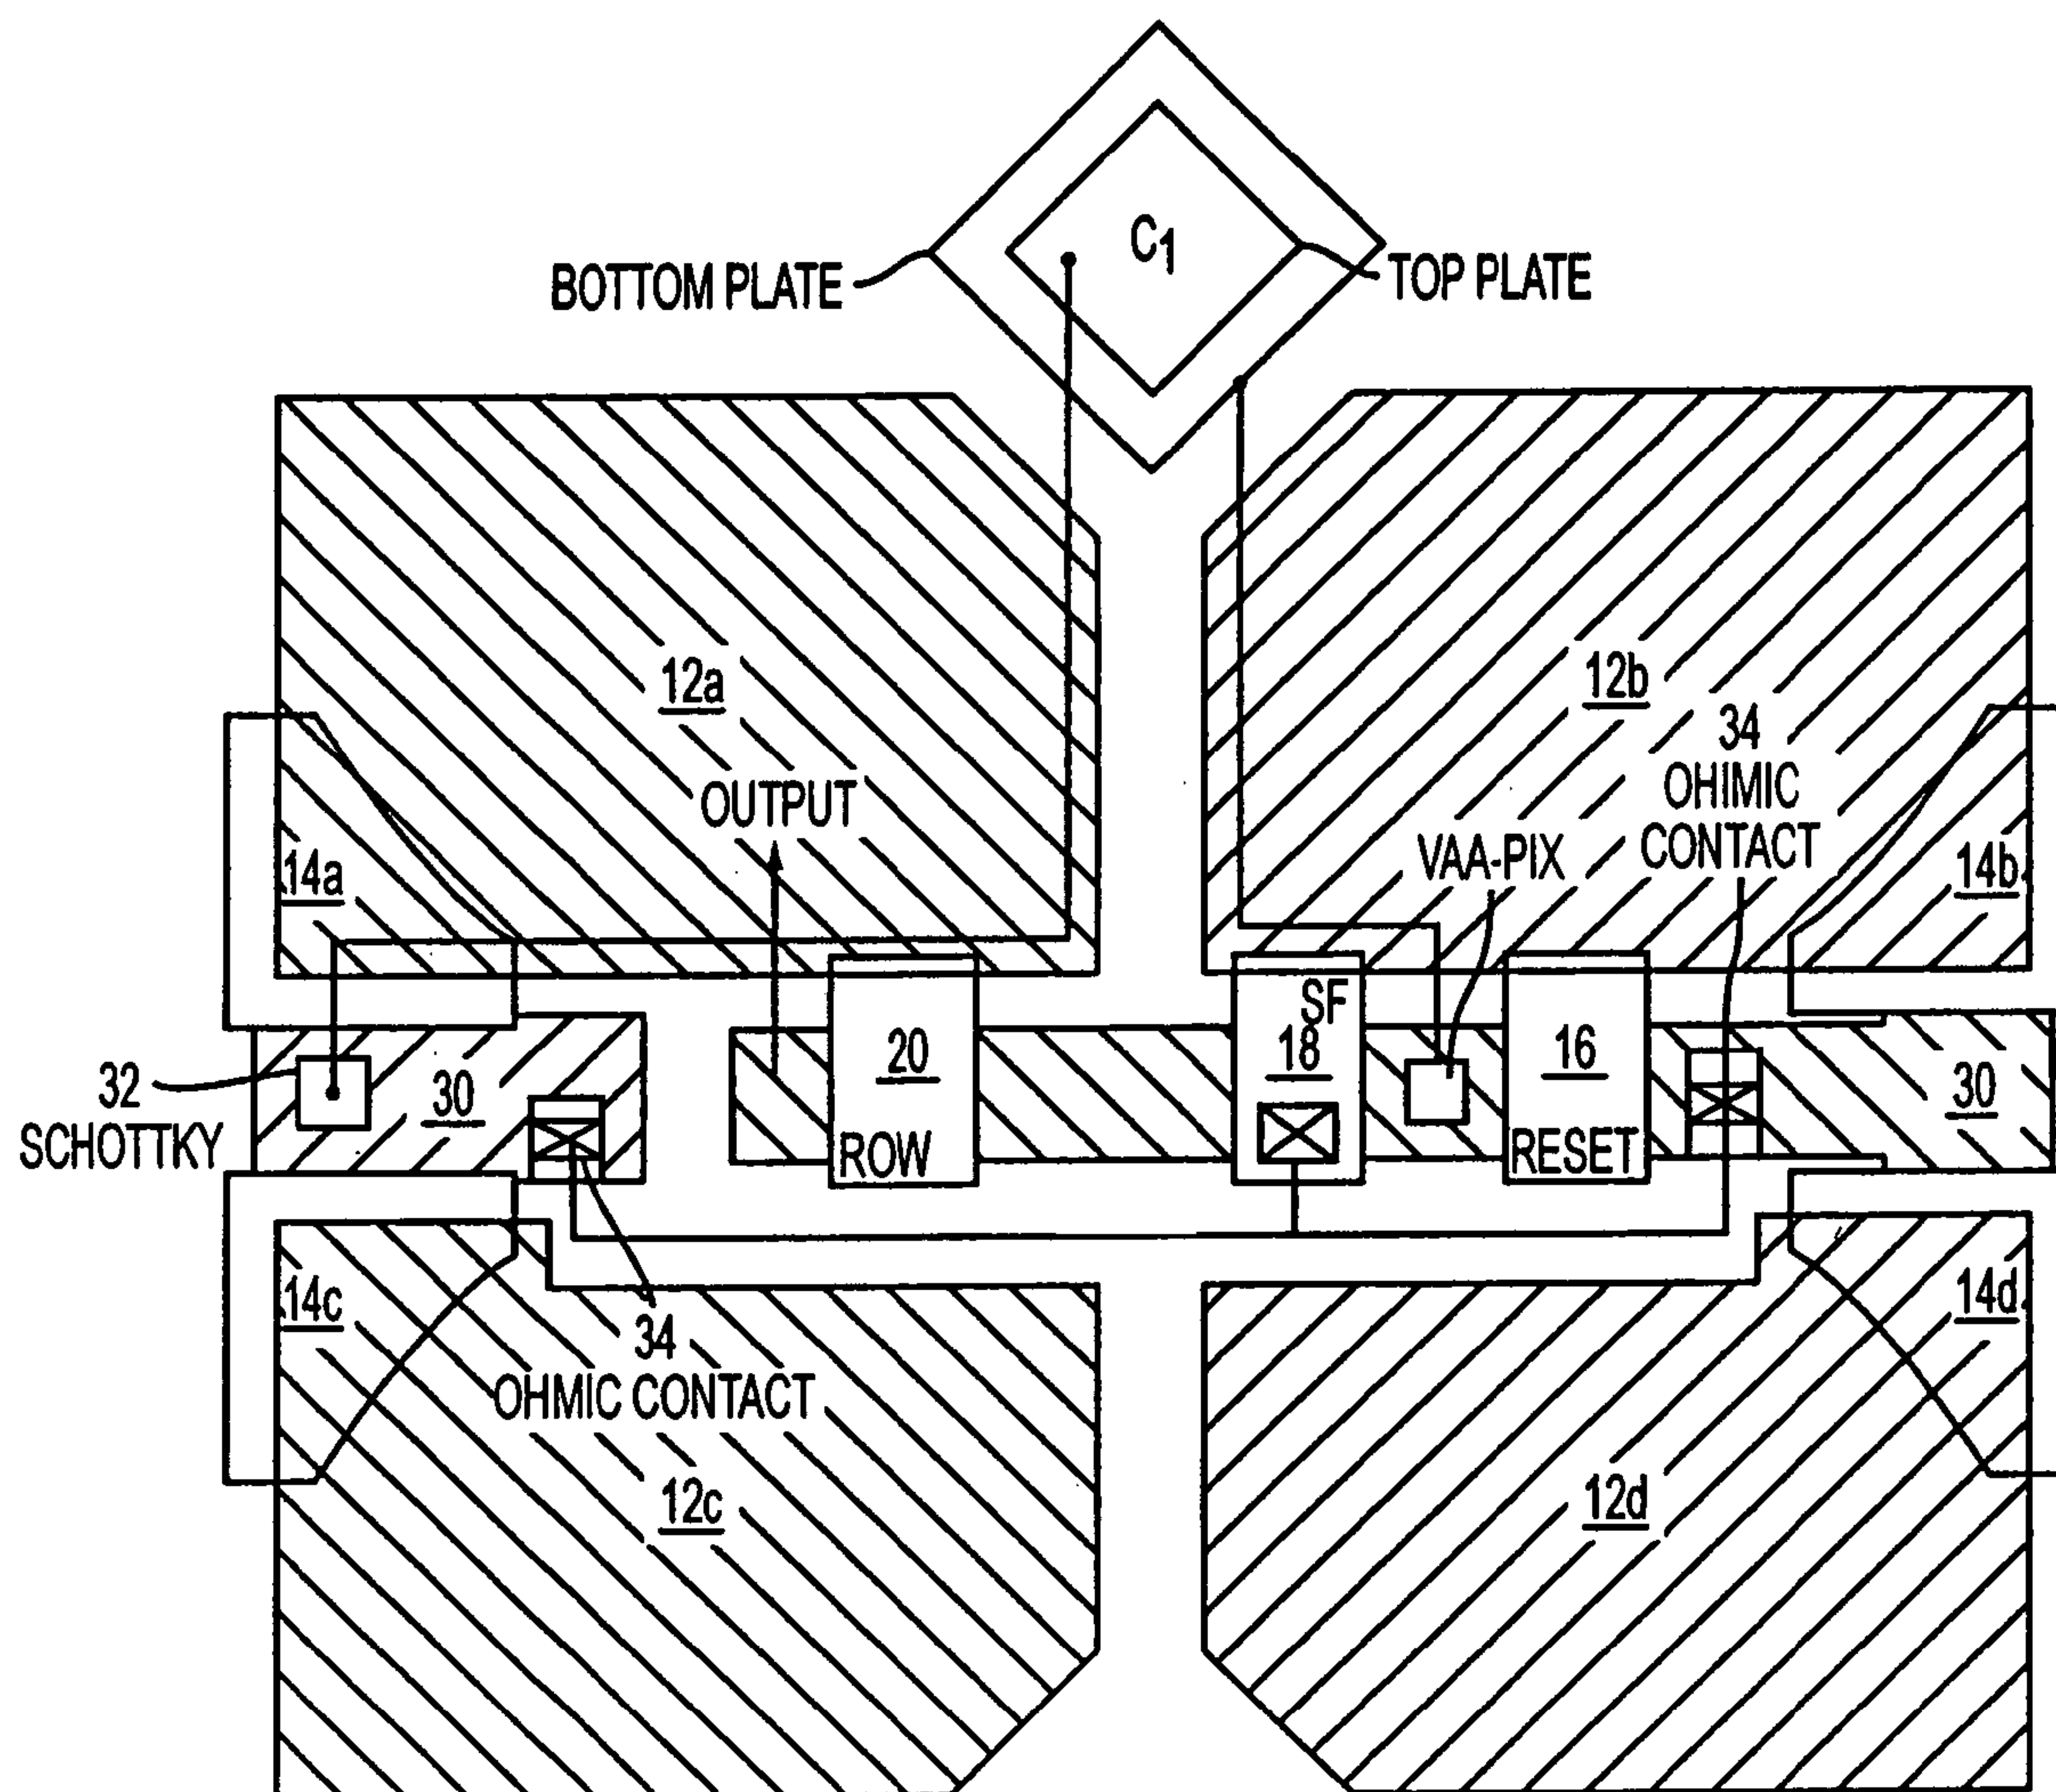 C1
BOTTOM PLATE
TOP PLATE
12a
12b
34
OHIMIC
CONTACT
OUTPUT
VAA-PIX
14a
14b
SF
18
20
16
30
30
32
SCHOTTKY
ROW
RESET
14c
14d
34
OHMIC CONTACT
12c
12d